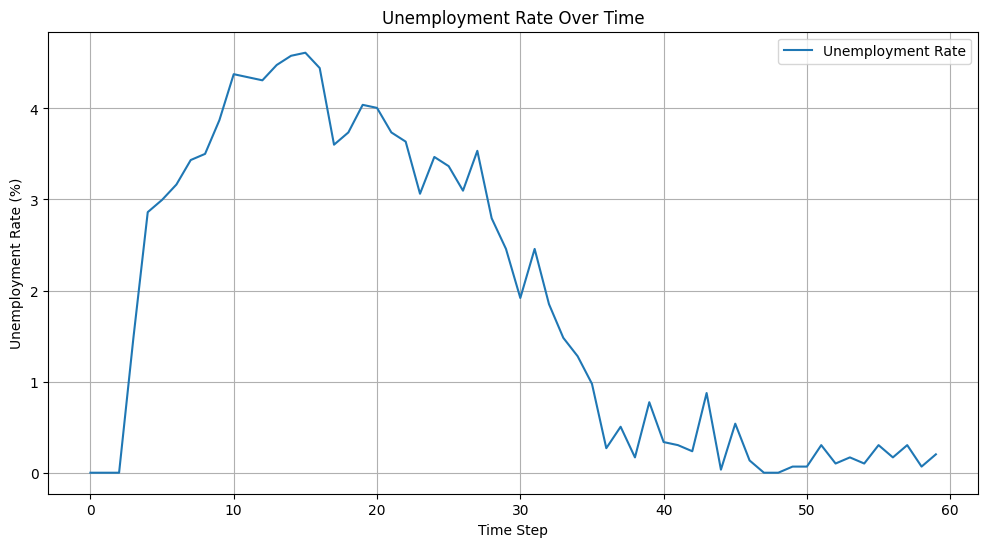 Unemployment Rate Over Time
Unemployment Rate
Unemployment Rate (%)
4
3
2
1
0
0 10 20 30 40 50 60
Time Step